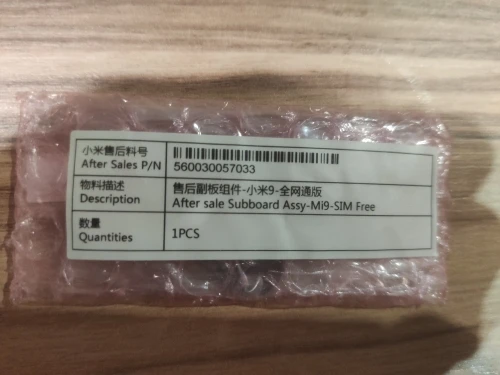 小米售后料号
After Sales P/N
560030057033
物料描述
Description
售后副板组件-小米9-全网通版
After sale Subboard Assy-Mi9-SIM Free
数量
Quantities
1PCS